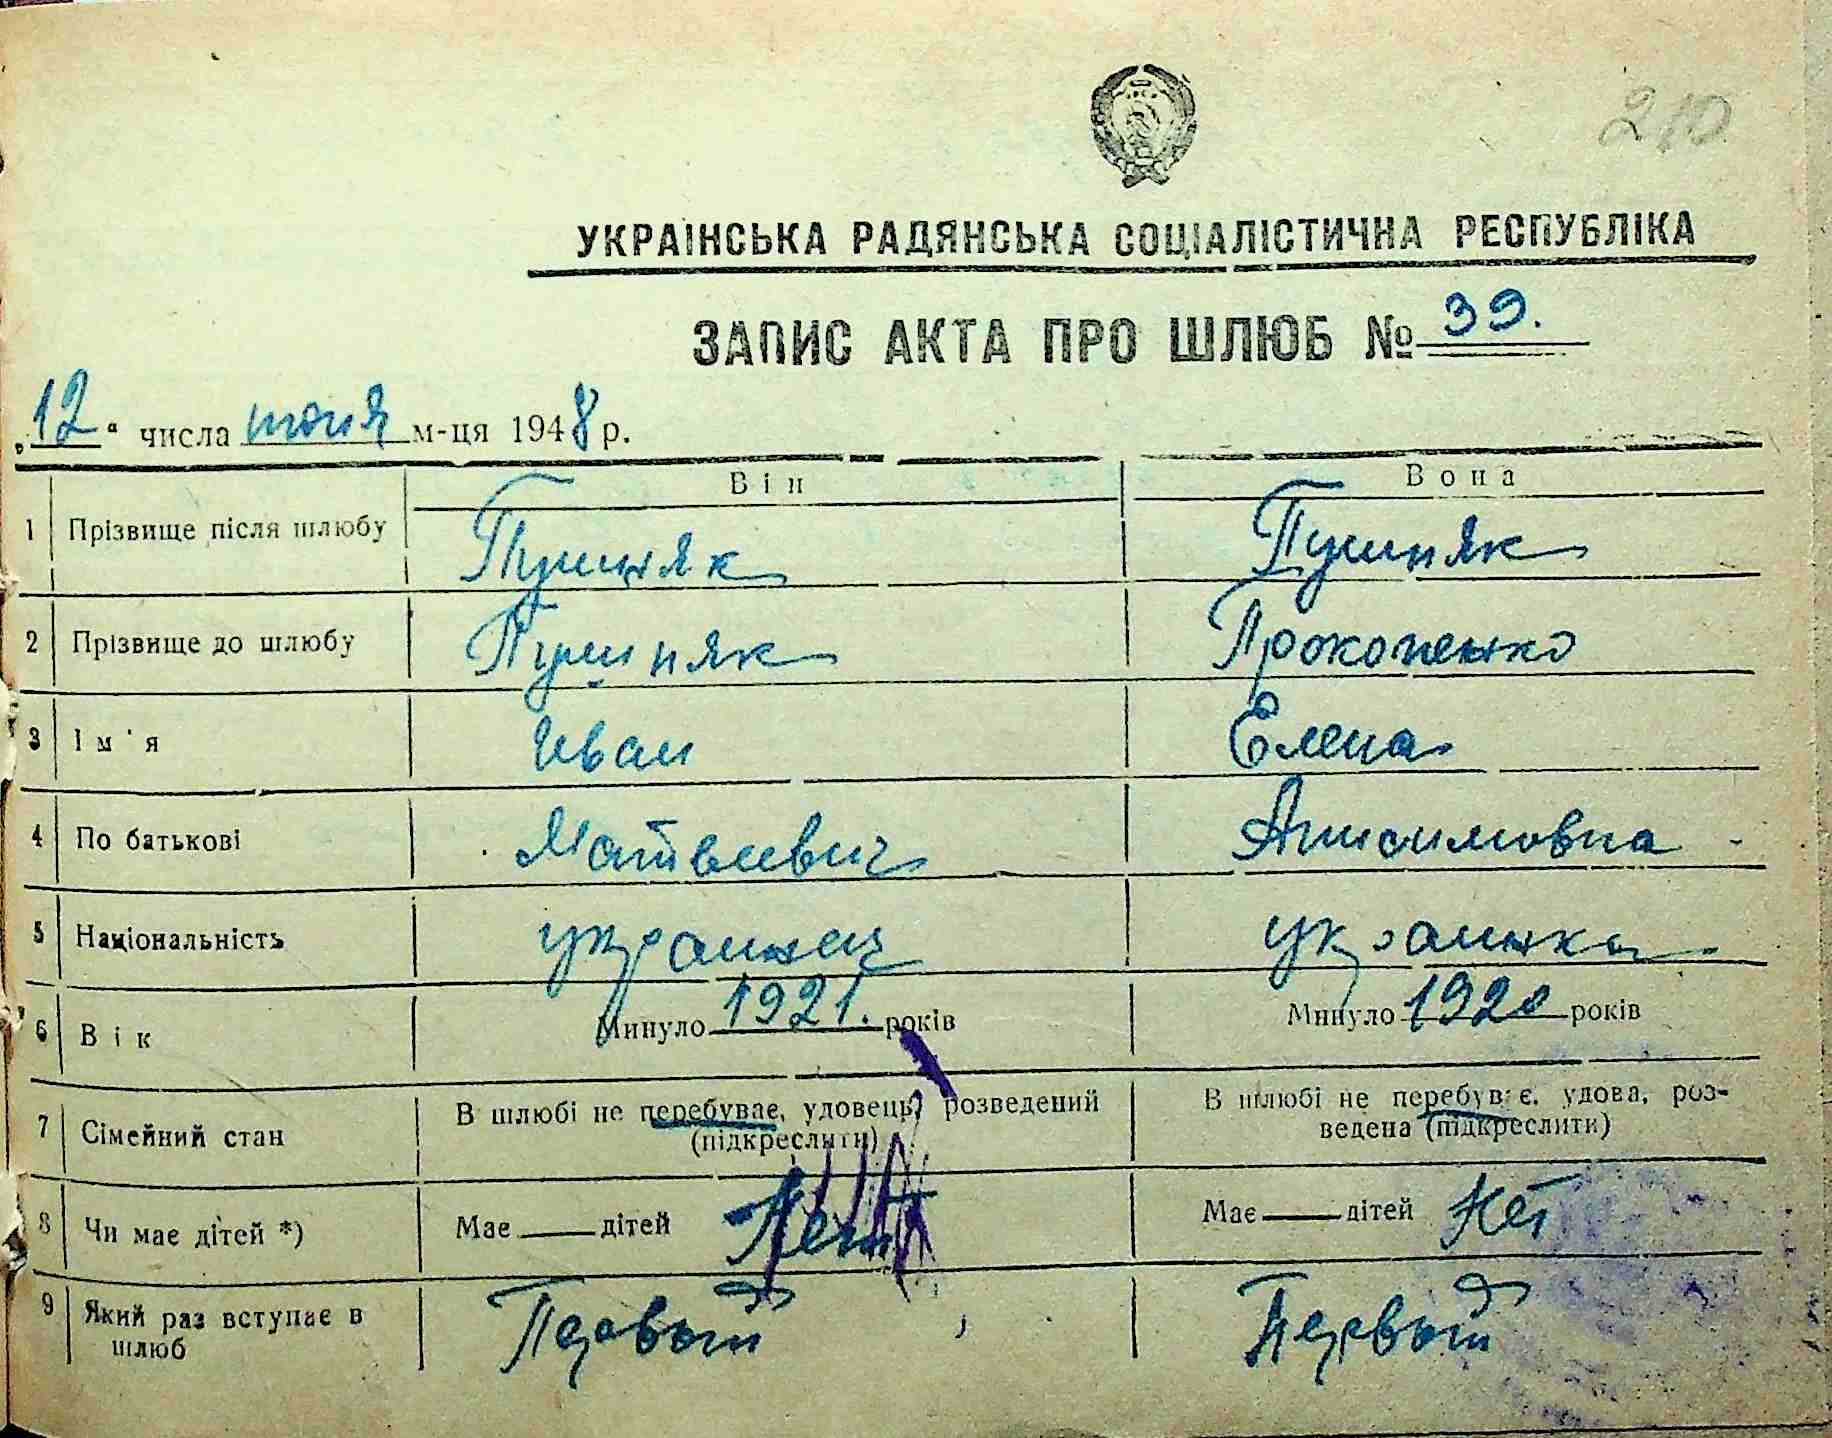 210
УКРАЇНСЬКА РАДЯНСЬКА СОЦІАЛІСТИЧНА РЕСПУБЛІКА
ЗАПИС АКТА ПРО ШЛЮБ № 39.
„12“ числа июня м-ця 1948 р.
Він Вона
1 Прізвище після шлюбу Пушняк Пушняк
2 Прізвище до шлюбу Пушняк Прокопенко
3 Ім'я Иван Елена
4 По батькові Матвеевич Анисимовна
5 Національність украинец украинка
6 Вік Минуло 1921. років Минуло 1920 років
7 Сімейний стан В шлюбі не перебуває, удовець, розведений (підкреслити) В шлюбі не перебуває, удова, роз-
ведена (підкреслити)
8 Чи має дітей *) Має — дітей Нет Має — дітей Нет
9 Який раз вступає в шлюб Первый Первый